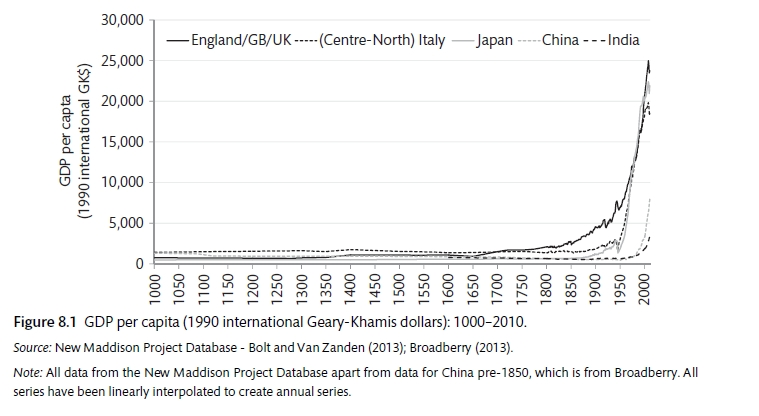 30,000
England/GB/UK (Centre-North) Italy Japan China India
25,000
20,000
15,000
10,000
5,000
0
GDP per capta
(1990 international GK$)
1000 1050 1100 1150 1200 1250 1300 1350 1400 1450 1500 1550 1600 1650 1700 1750 1800 1850 1900 1950 2000
Figure 8.1 GDP per capita (1990 international Geary-Khamis dollars): 1000–2010.
Source: New Maddison Project Database - Bolt and Van Zanden (2013); Broadberry (2013).
Note: All data from the New Maddison Project Database apart from data for China pre-1850, which is from Broadberry. All
series have been linearly interpolated to create annual series.